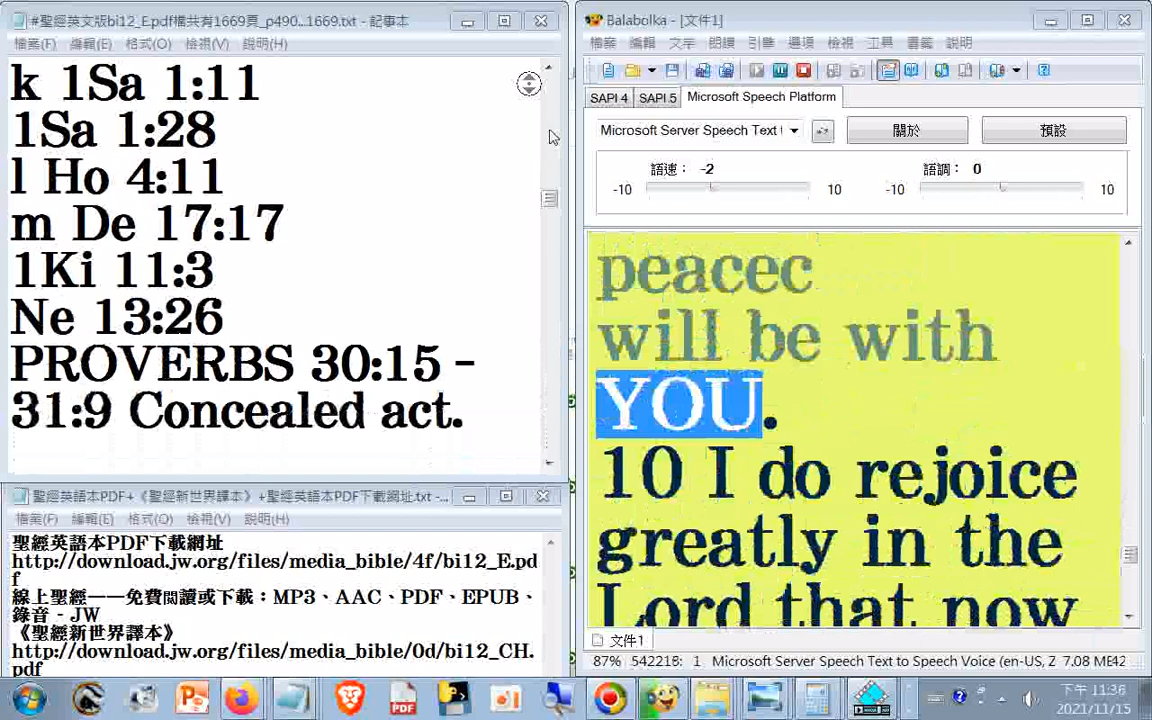 #聖經英文版bi12_E.pdf檔共有1669頁_p490...1669.txt - 記事本
檔案(F) 編輯(E) 格式(O) 檢視(V) 說明(H)
k 1Sa 1:11
1Sa 1:28
l Ho 4:11
m De 17:17
1Ki 11:3
Ne 13:26
PROVERBS 30:15 –
31:9 Concealed act.
聖經英語本PDF+《聖經新世界譯本》+聖經英語本PDF下載網址.txt -...
檔案(F) 編輯(E) 格式(O) 檢視(V) 說明(H)
聖經英語本PDF下載網址
http://download.jw.org/files/media_bible/4f/bi12_E.pd
f
線上聖經——免費閱讀或下載：MP3、AAC、PDF、EPUB、
錄音 - JW
《聖經新世界譯本》
http://download.jw.org/files/media_bible/0d/bi12_CH.
pdf
Balabolka - [文件1]
檔案 編輯 文字 朗讀 引擎 選項 檢視 工具 書籤 說明
SAPI 4 SAPI 5 Microsoft Speech Platform
Microsoft Server Speech Text 關於 預設
語速： -2 語調： 0
-10 10 -10 10
peacec
will be with
YOU.
10 I do rejoice
greatly in the
Lord that now
文件1
87% 542218: 1 Microsoft Server Speech Text to Speech Voice (en-US, Z 7.08 ME42
下午 11:36
2021/11/15